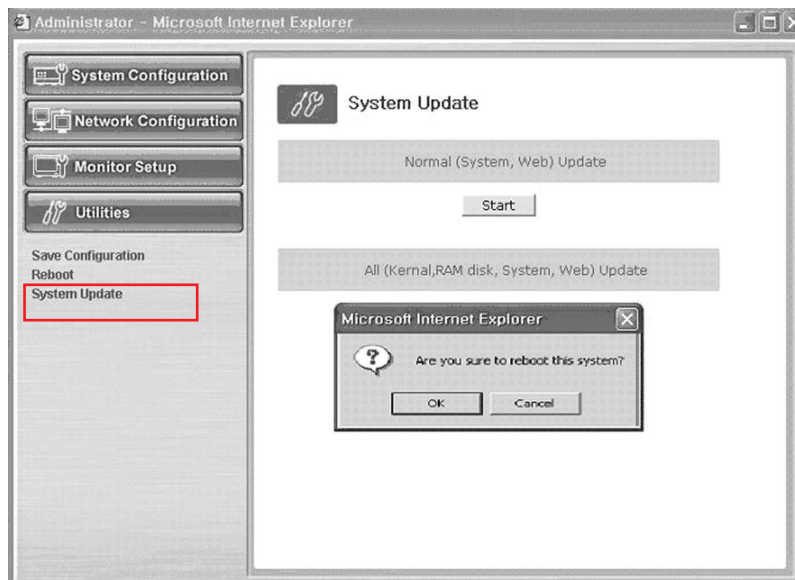 Administrator - Microsoft Internet Explorer
System Configuration
Network Configuration
Monitor Setup
Utilities
Save Configuration
Reboot
System Update
System Update
Normal (System, Web) Update
Start
All (Kernal,RAM disk, System, Web) Update
Microsoft Internet Explorer
Are you sure to reboot this system?
OK
Cancel